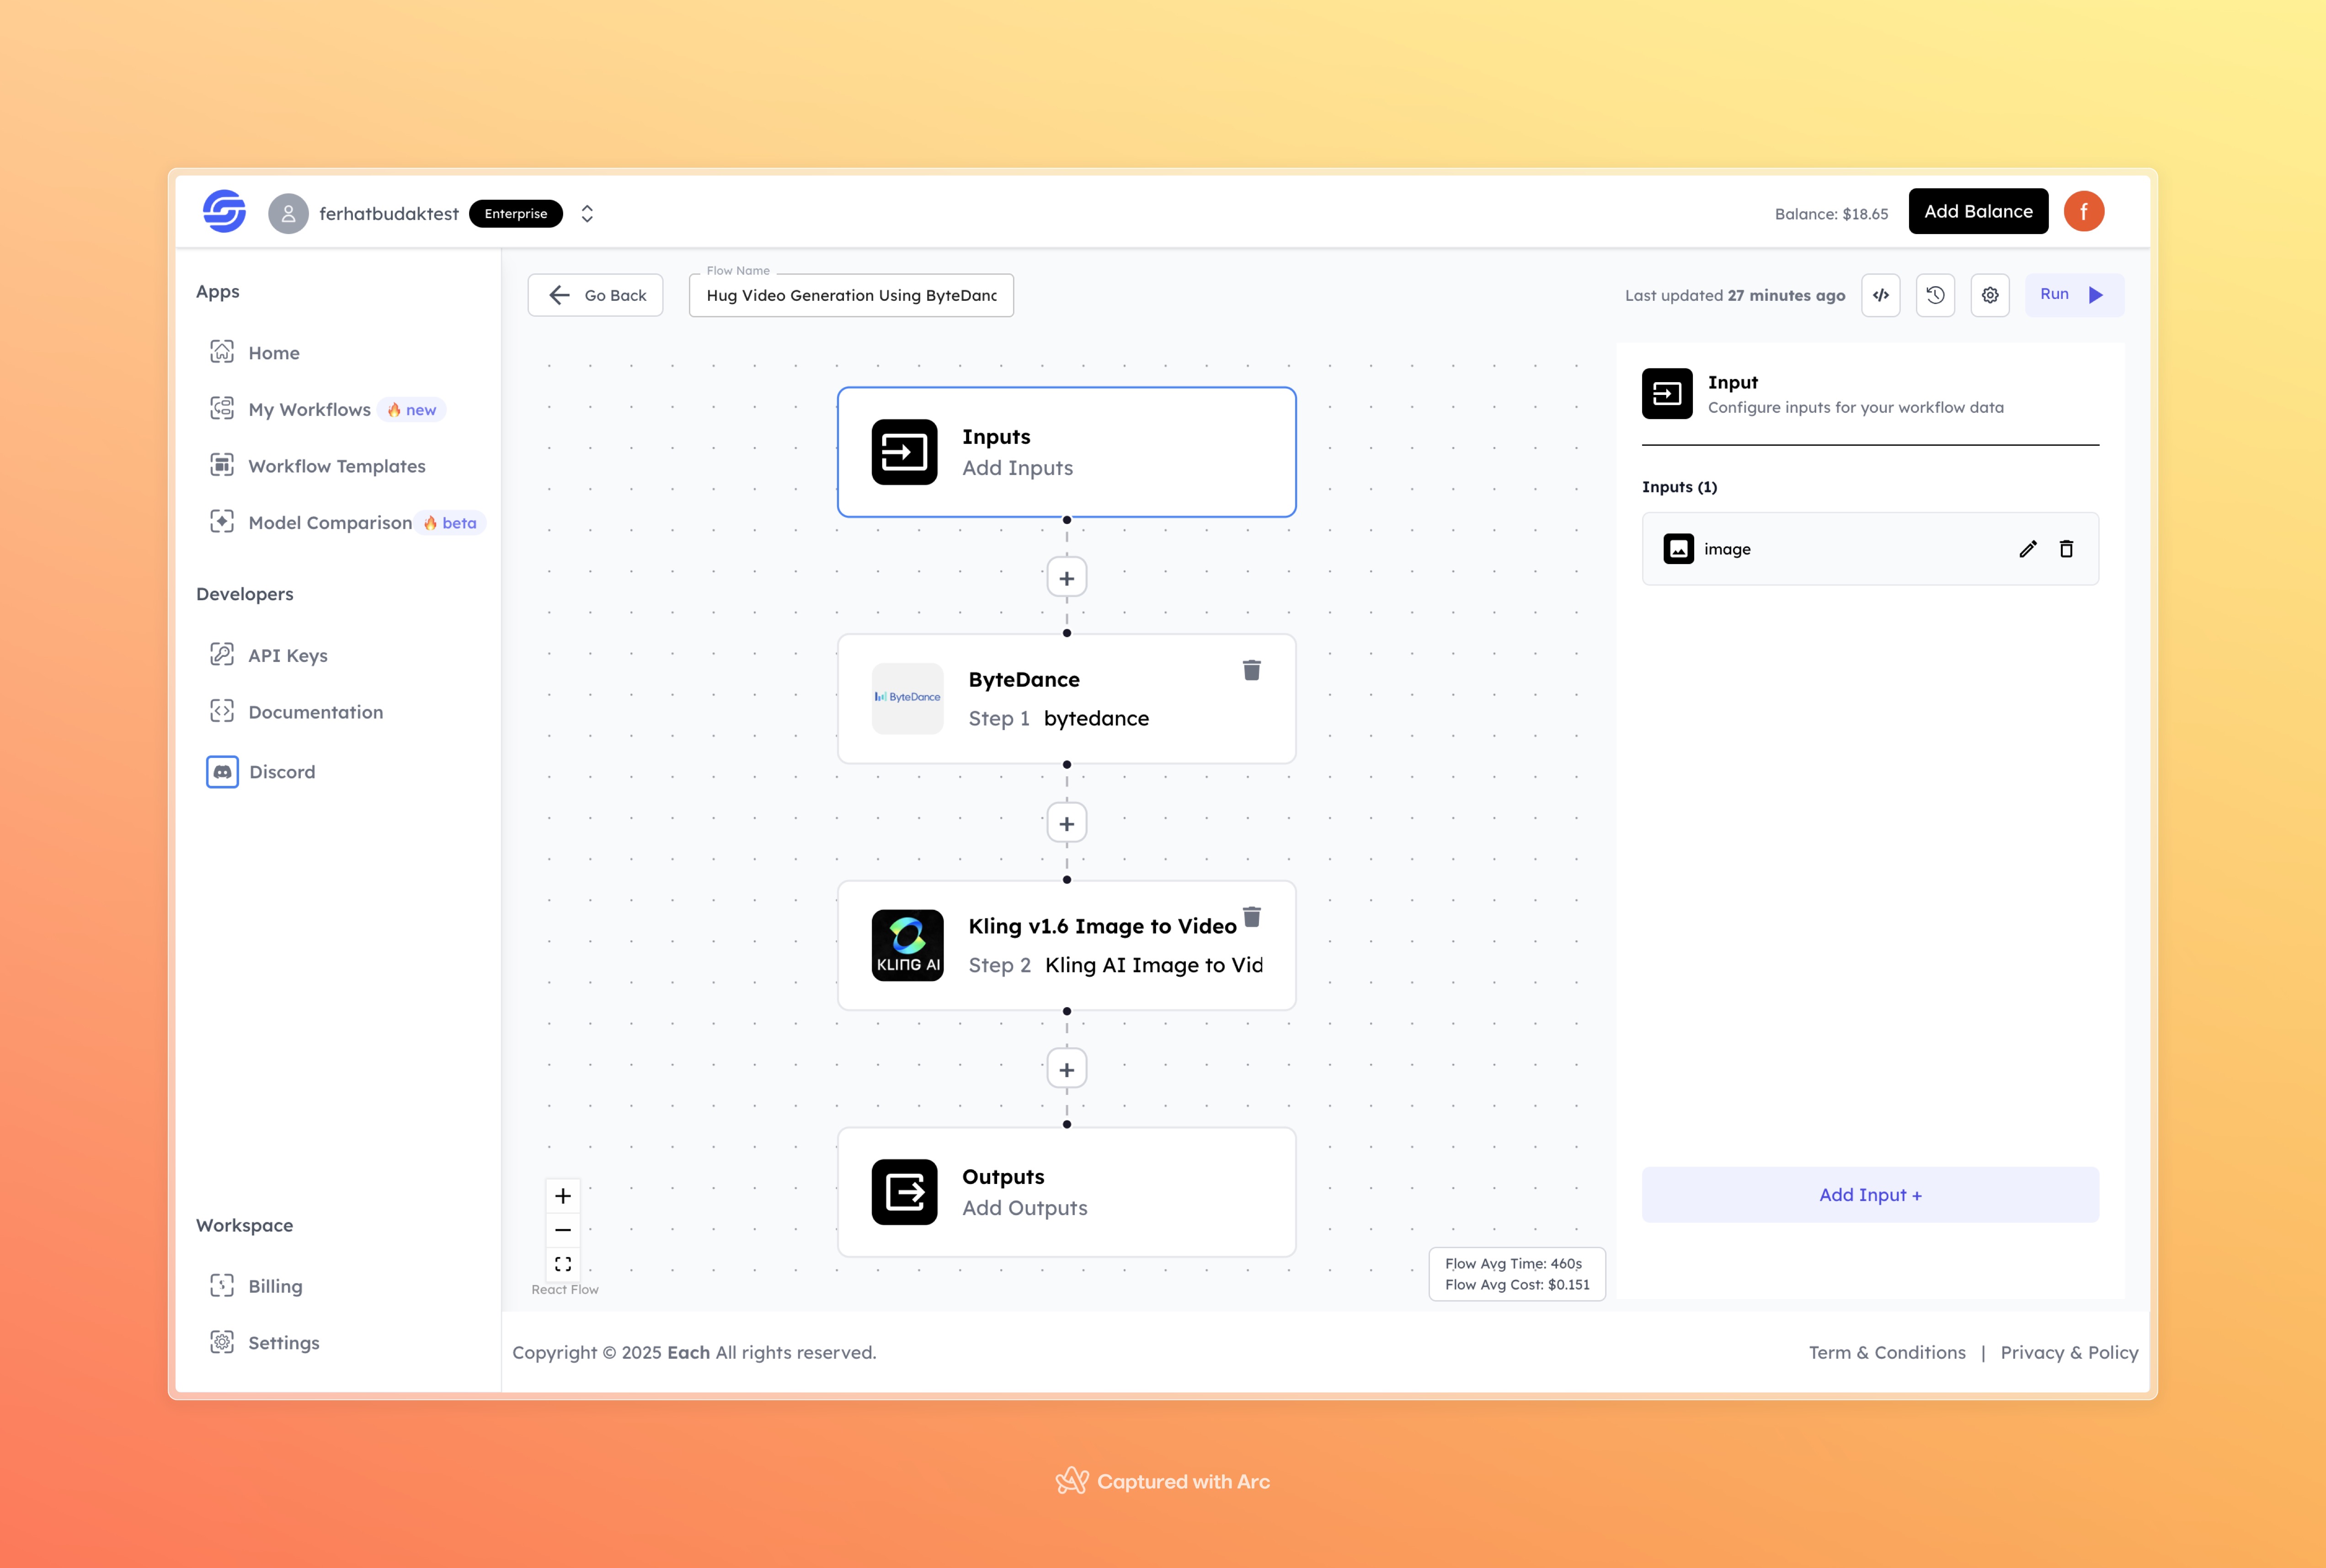 ferhatbudaktest Enterprise
Balance: $18.65 Add Balance f
Apps
Home
My Workflows 🔥 new
Workflow Templates
Model Comparison 🔥 beta
Developers
API Keys
Documentation
Discord
Workspace
Billing
Settings
Go Back
Flow Name
Hug Video Generation Using ByteDanc
Last updated 27 minutes ago
Run
Inputs
Add Inputs
ByteDance
ByteDance
Step 1 bytedance
KLING AI
Kling v1.6 Image to Video
Step 2 Kling AI Image to Vid
Outputs
Add Outputs
React Flow
Flow Avg Time: 460s
Flow Avg Cost: $0.151
Input
Configure inputs for your workflow data
Inputs (1)
image
Add Input +
Copyright © 2025 Each All rights reserved.
Term & Conditions | Privacy & Policy
Captured with Arc